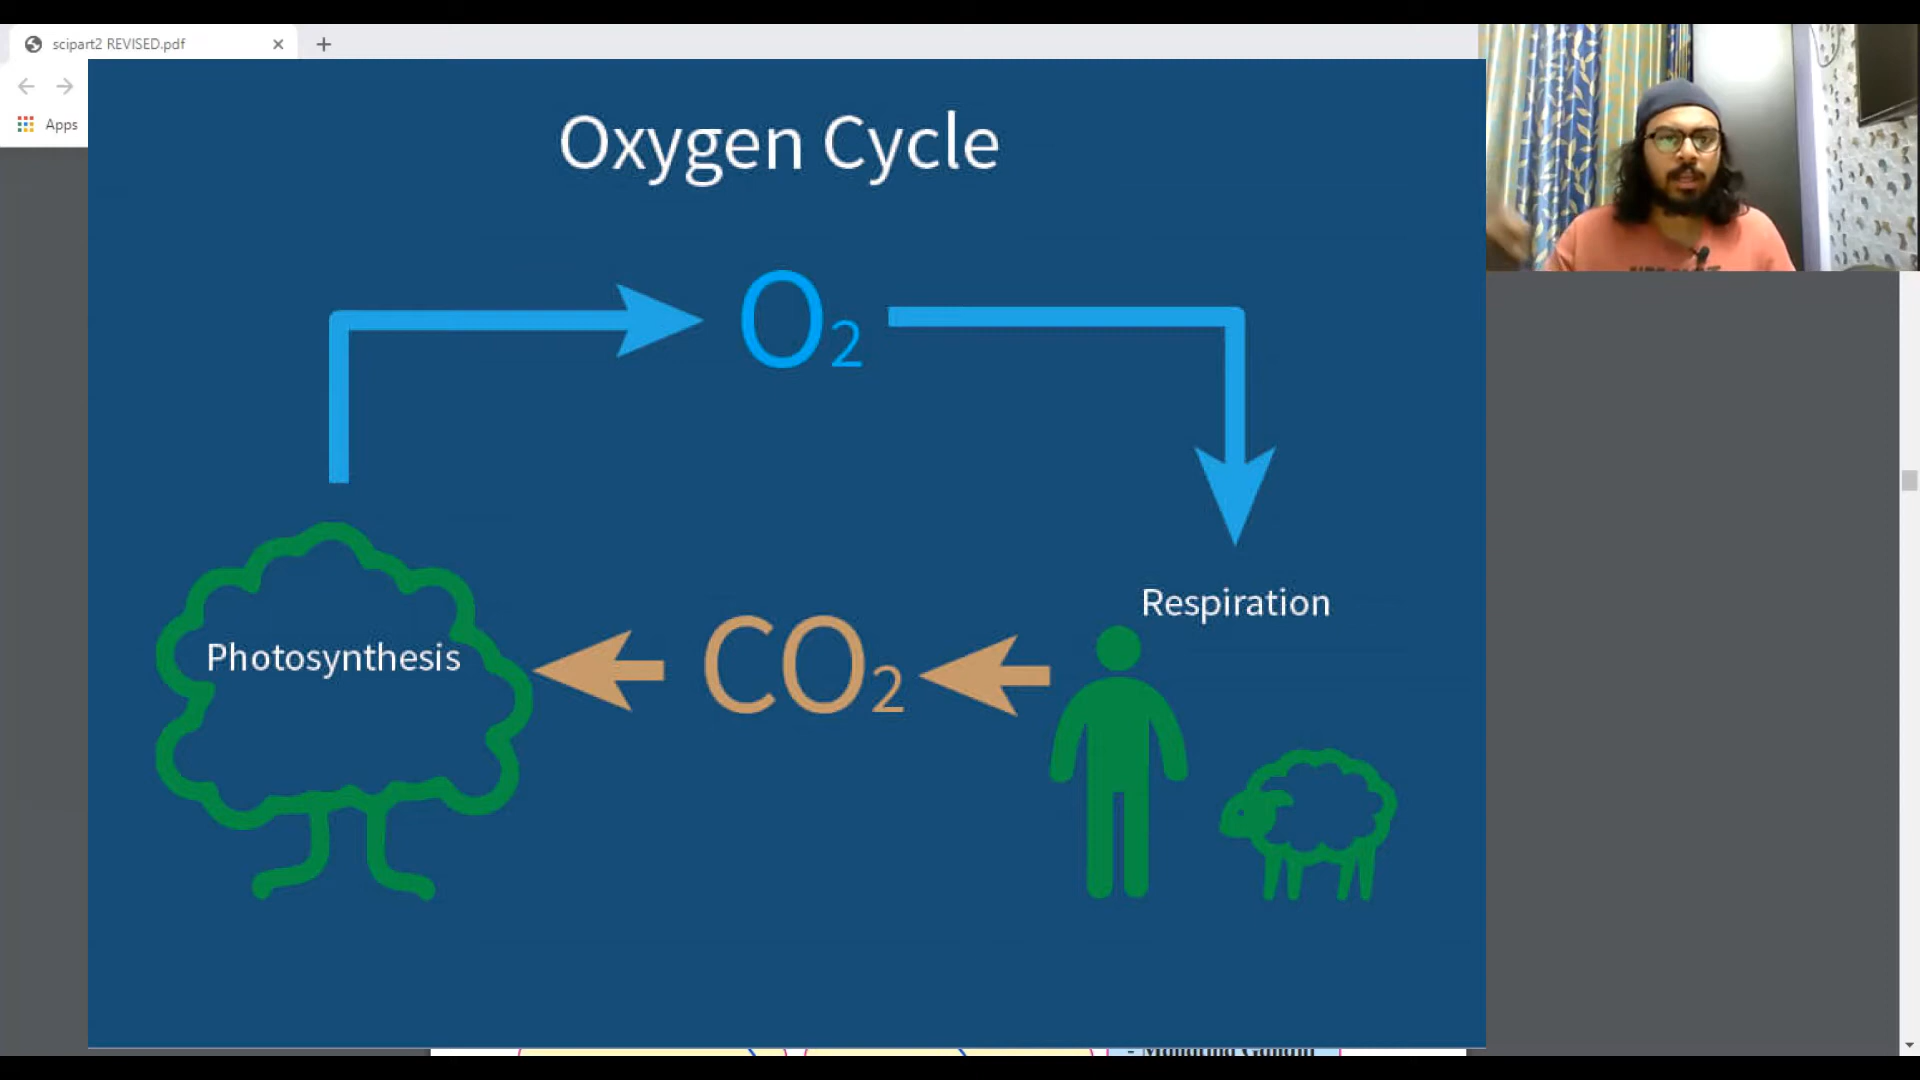 scipart2 REVISED.pdf
Apps
Oxygen Cycle
O₂
Respiration
Photosynthesis
CO₂